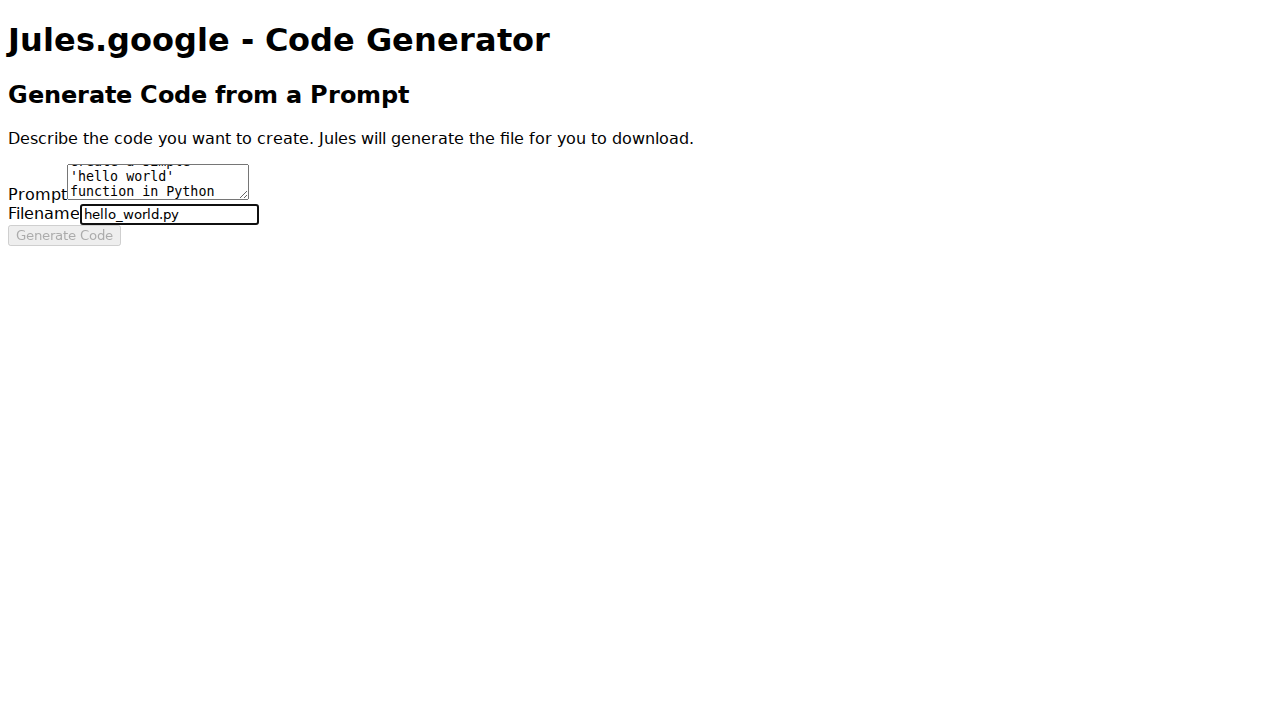 Jules.google - Code Generator
Generate Code from a Prompt
Describe the code you want to create. Jules will generate the file for you to download.
Prompt
'hello world'
function in Python
Filename
hello_world.py
Generate Code